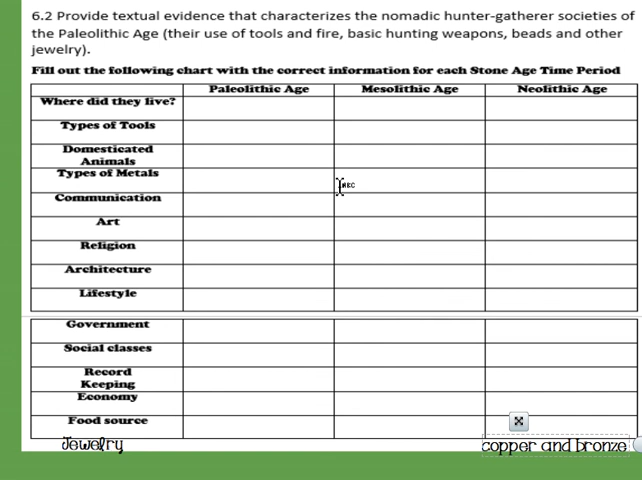 6.2 Provide textual evidence that characterizes the nomadic hunter-gatherer societies of
the Paleolithic Age (their use of tools and fire, basic hunting weapons, beads and other
jewelry).
Fill out the following chart with the correct information for each Stone Age Time Period
Paleolithic Age Mesolithic Age Neolithic Age
Where did they live?
Types of Tools
Domesticated
Animals
Types of Metals
ABC
Communication
Art
Religion
Architecture
Lifestyle
Government
Social classes
Record
Keeping
Economy
Food source
Jewelry copper and bronze